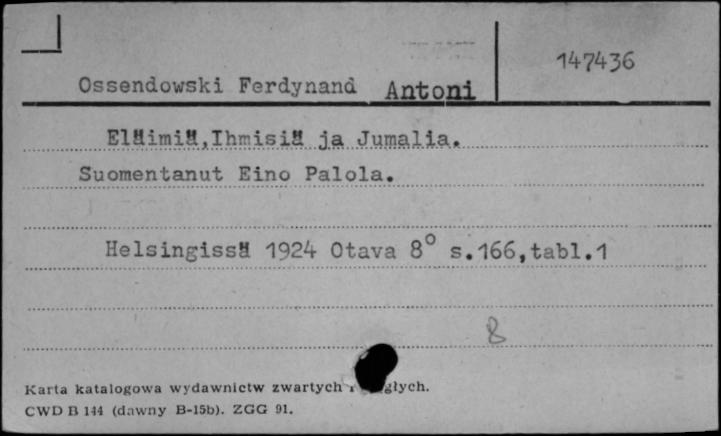 147436
Ossendowski Ferdynand Antoni
Eläimiä,Ihmisiä ja Jumalia.
Suomentanut Eino Palola.
Helsingissä 1924 Otava 8° s.166,tabl.1
8
Karta katalogowa wydawnictw zwartych
CWD B 144 (dawny B-15b). ZGG 91.